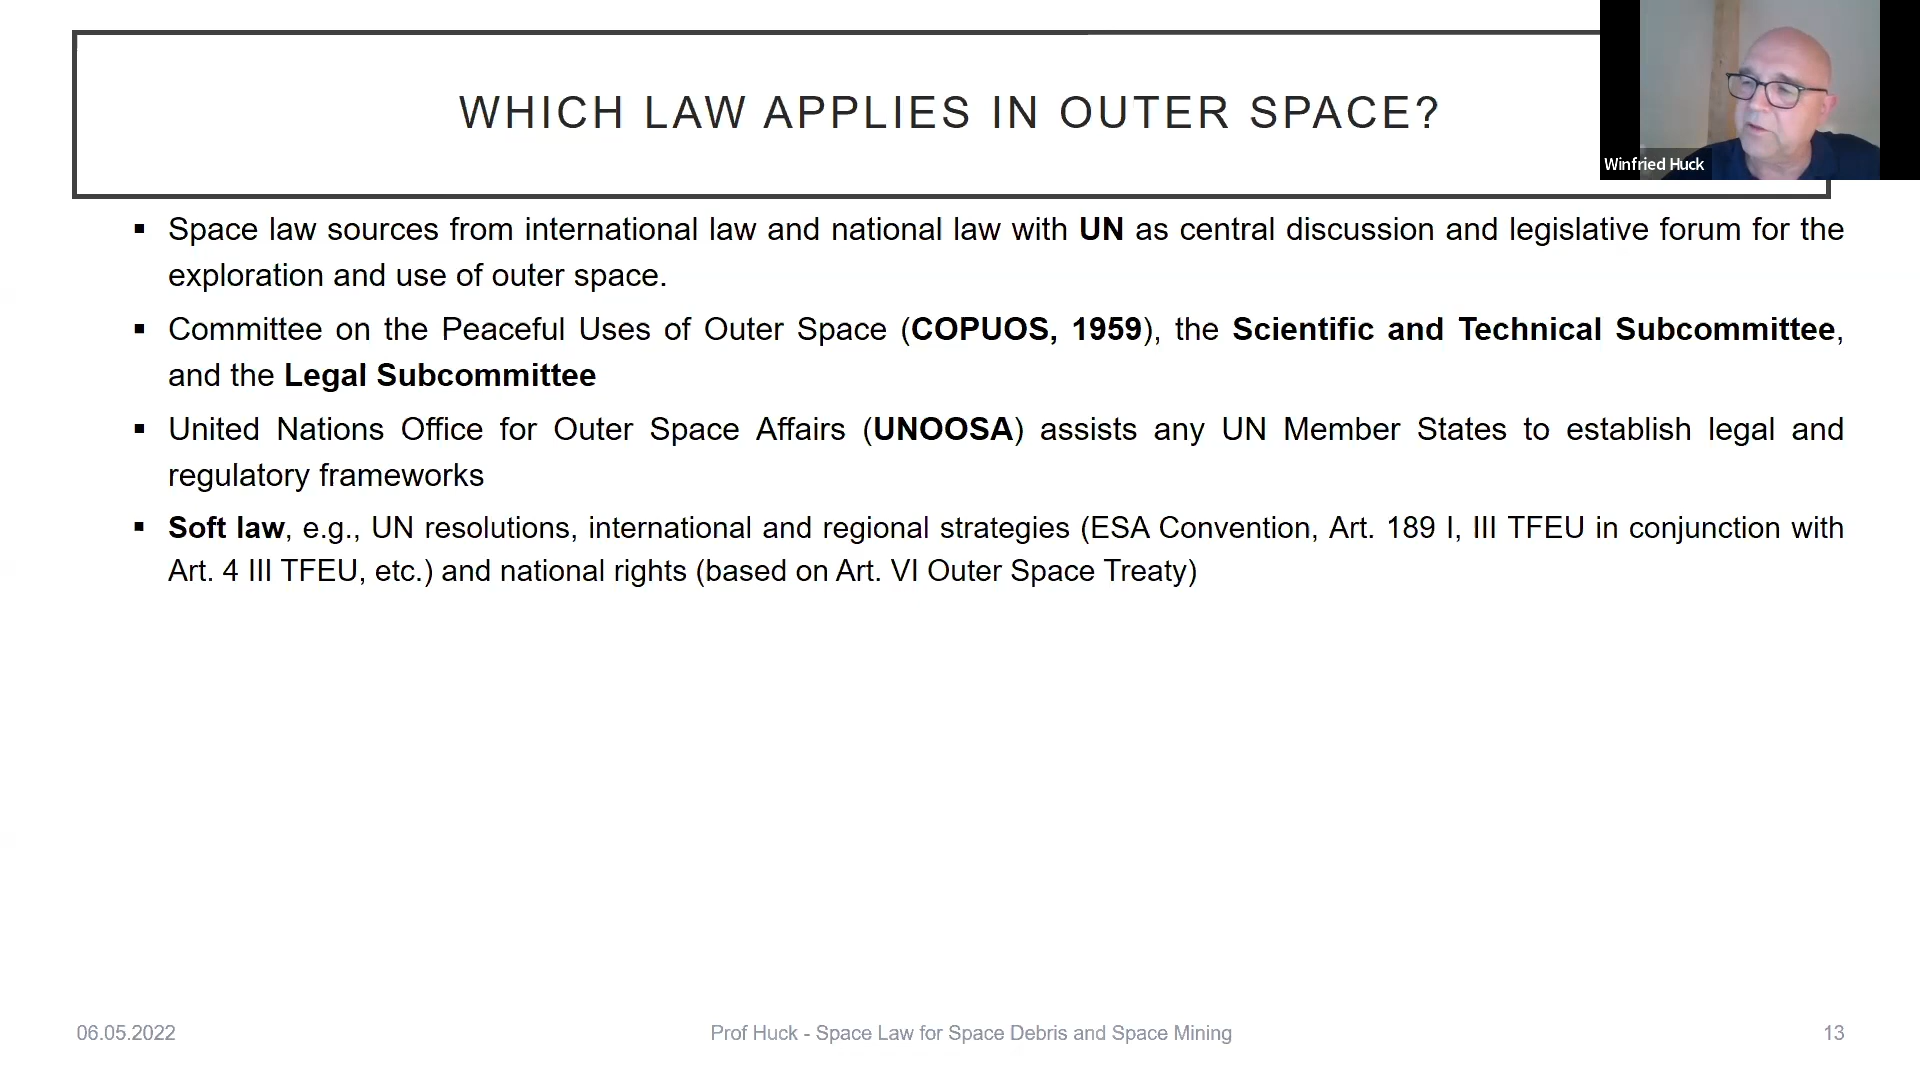 WHICH LAW APPLIES IN OUTER SPACE?
Winfried Huck
▪ Space law sources from international law and national law with UN as central discussion and legislative forum for the
exploration and use of outer space.
▪ Committee on the Peaceful Uses of Outer Space (COPUOS, 1959), the Scientific and Technical Subcommittee,
and the Legal Subcommittee
▪ United Nations Office for Outer Space Affairs (UNOOSA) assists any UN Member States to establish legal and
regulatory frameworks
▪ Soft law, e.g., UN resolutions, international and regional strategies (ESA Convention, Art. 189 I, III TFEU in conjunction with
Art. 4 III TFEU, etc.) and national rights (based on Art. VI Outer Space Treaty)
06.05.2022
Prof Huck - Space Law for Space Debris and Space Mining
13